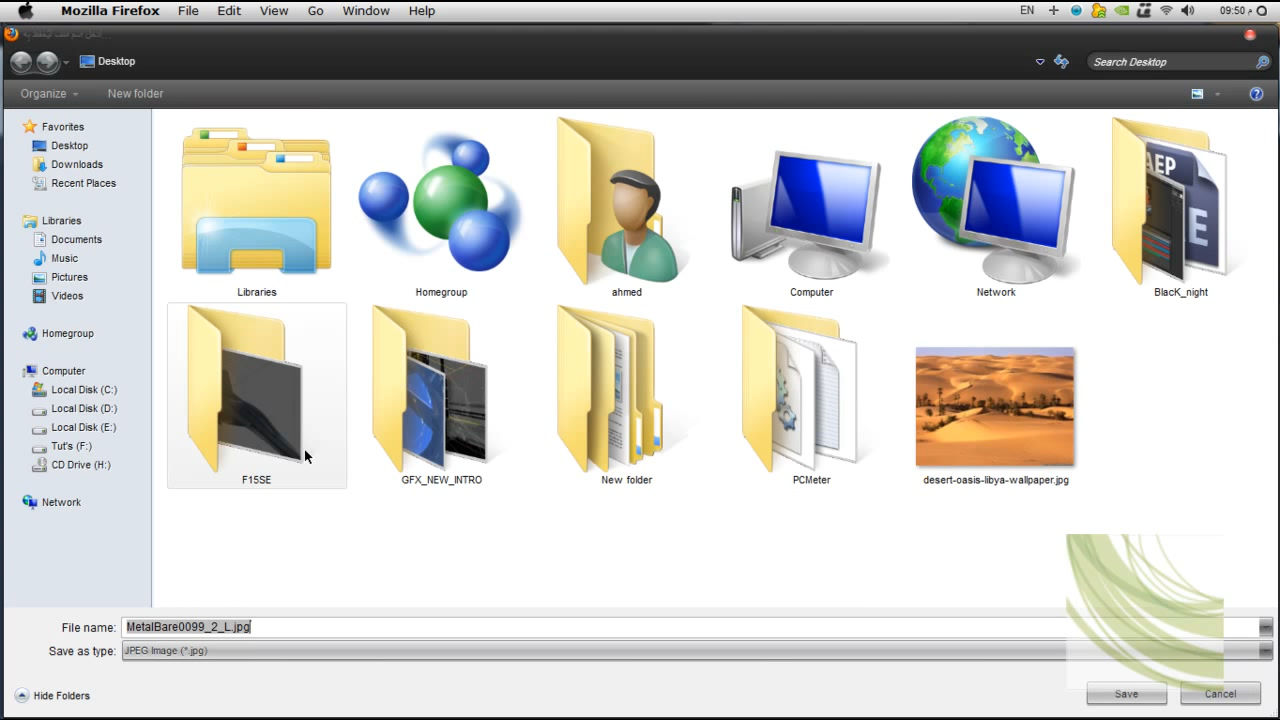 Mozilla Firefox File Edit View Go Window Help EN 09:50 م
Desktop Search Desktop
Organize New folder
Favorites
Desktop
Downloads
Recent Places
Libraries
Documents
Music
Pictures
Videos
Homegroup
Computer
Local Disk (C:)
Local Disk (D:)
Local Disk (E:)
Tut's (F:)
CD Drive (H:)
Network
AEP
E
Libraries Homegroup ahmed Computer Network BlacK_night
F15SE GFX_NEW_INTRO New folder PCMeter desert-oasis-libya-wallpaper.jpg
File name: MetalBare0099_2_L.jpg
Save as type: JPEG Image (*.jpg)
Hide Folders Save Cancel